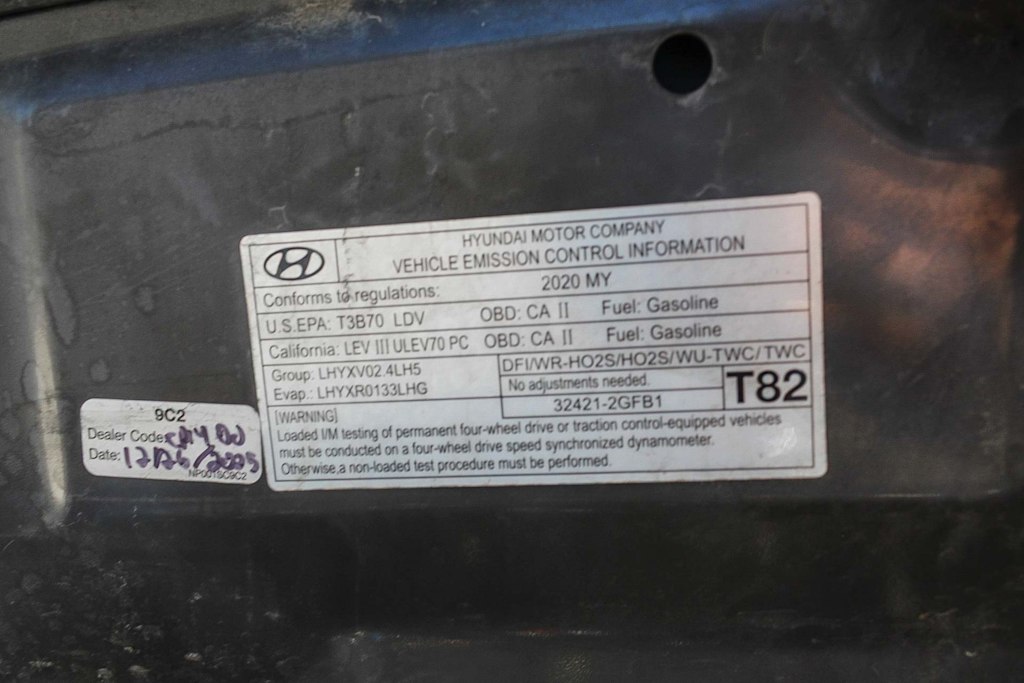 HYUNDAI MOTOR COMPANY
VEHICLE EMISSION CONTROL INFORMATION
Conforms to regulations: 2020 MY
U.S.EPA: T3B70 LDV OBD: CA II Fuel: Gasoline
California: LEV III ULEV70 PC OBD: CA II Fuel: Gasoline
Group: LHYXV02.4LH5
Evap.: LHYXR0133LHG
DFI/WR-HO2S/HO2S/WU-TWC/TWC
No adjustments needed.
32421-2GFB1
T82
[WARNING]
Loaded I/M testing of permanent four-wheel drive or traction control-equipped vehicles
must be conducted on a four-wheel drive speed synchronized dynamometer.
Otherwise,a non-loaded test procedure must be performed.
9C2
Dealer Code:
Date: